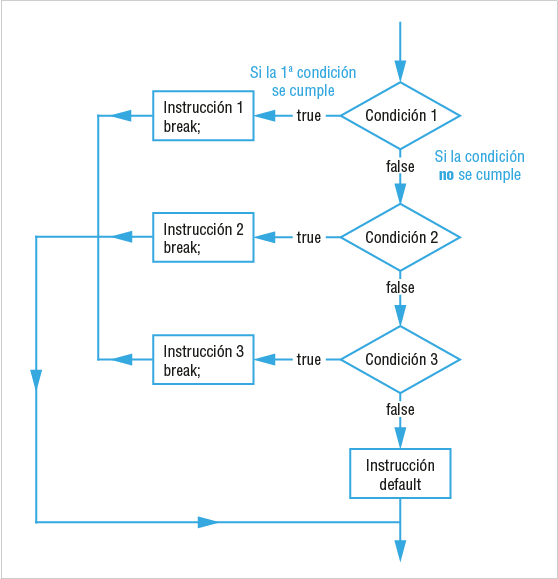 Si la 1ª condición
se cumple
Instrucción 1
break;
true
Condición 1
false
Si la condición
no se cumple
Instrucción 2
break;
true
Condición 2
false
Instrucción 3
break;
true
Condición 3
false
Instrucción
default